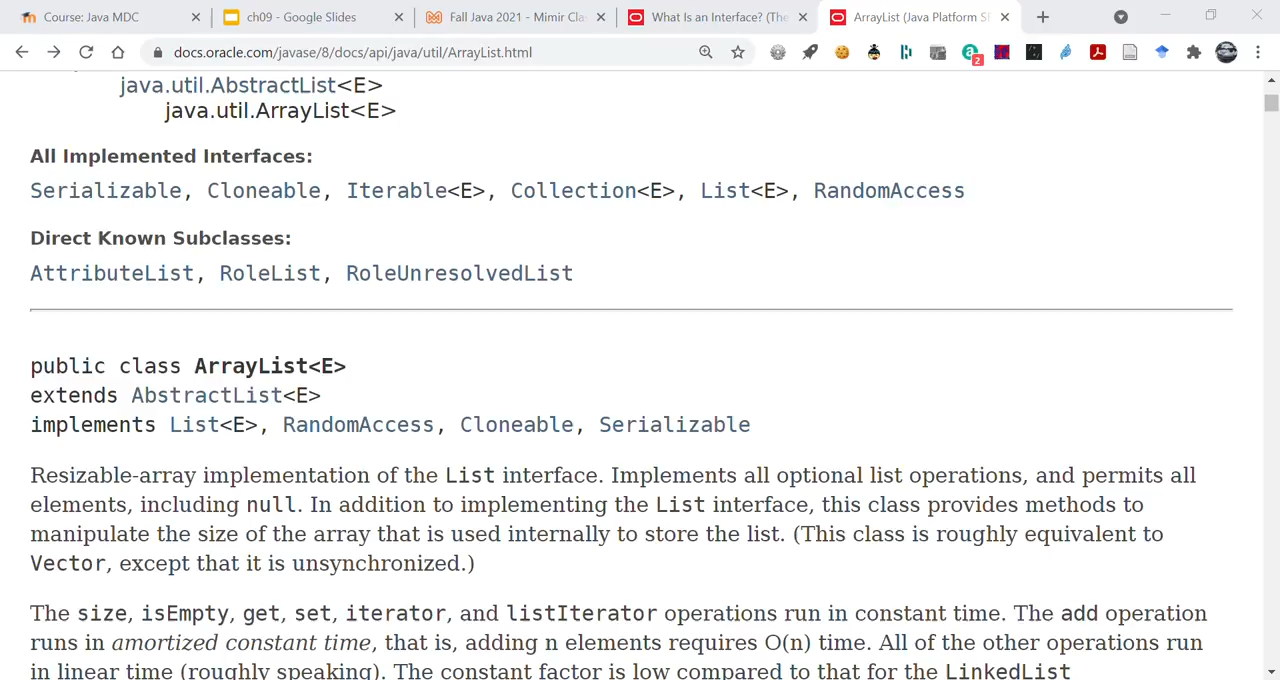 Course: Java MDC
ch09 - Google Slides
Fall Java 2021 - Mimir Cla
What Is an Interface? (The
ArrayList (Java Platform S
docs.oracle.com/javase/8/docs/api/java/util/ArrayList.html
2
java.util.AbstractList<E>
java.util.ArrayList<E>
All Implemented Interfaces:
Serializable, Cloneable, Iterable<E>, Collection<E>, List<E>, RandomAccess
Direct Known Subclasses:
AttributeList, RoleList, RoleUnresolvedList
public class ArrayList<E>
extends AbstractList<E>
implements List<E>, RandomAccess, Cloneable, Serializable
Resizable-array implementation of the List interface. Implements all optional list operations, and permits all
elements, including null. In addition to implementing the List interface, this class provides methods to
manipulate the size of the array that is used internally to store the list. (This class is roughly equivalent to
Vector, except that it is unsynchronized.)
The size, isEmpty, get, set, iterator, and listIterator operations run in constant time. The add operation
runs in amortized constant time, that is, adding n elements requires O(n) time. All of the other operations run
in linear time (roughly speaking). The constant factor is low compared to that for the LinkedList